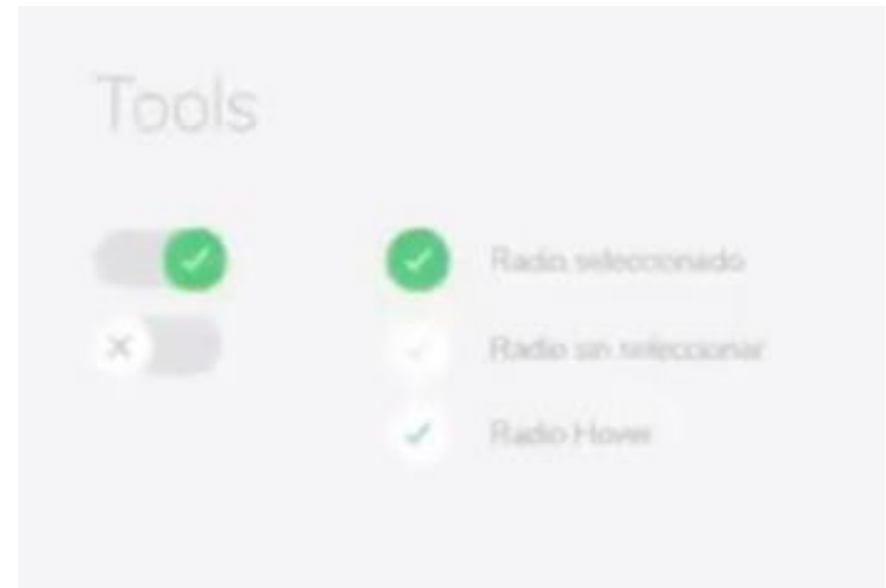 Tools
Radio seleccionado
Radio sin seleccionar
Radio Hover